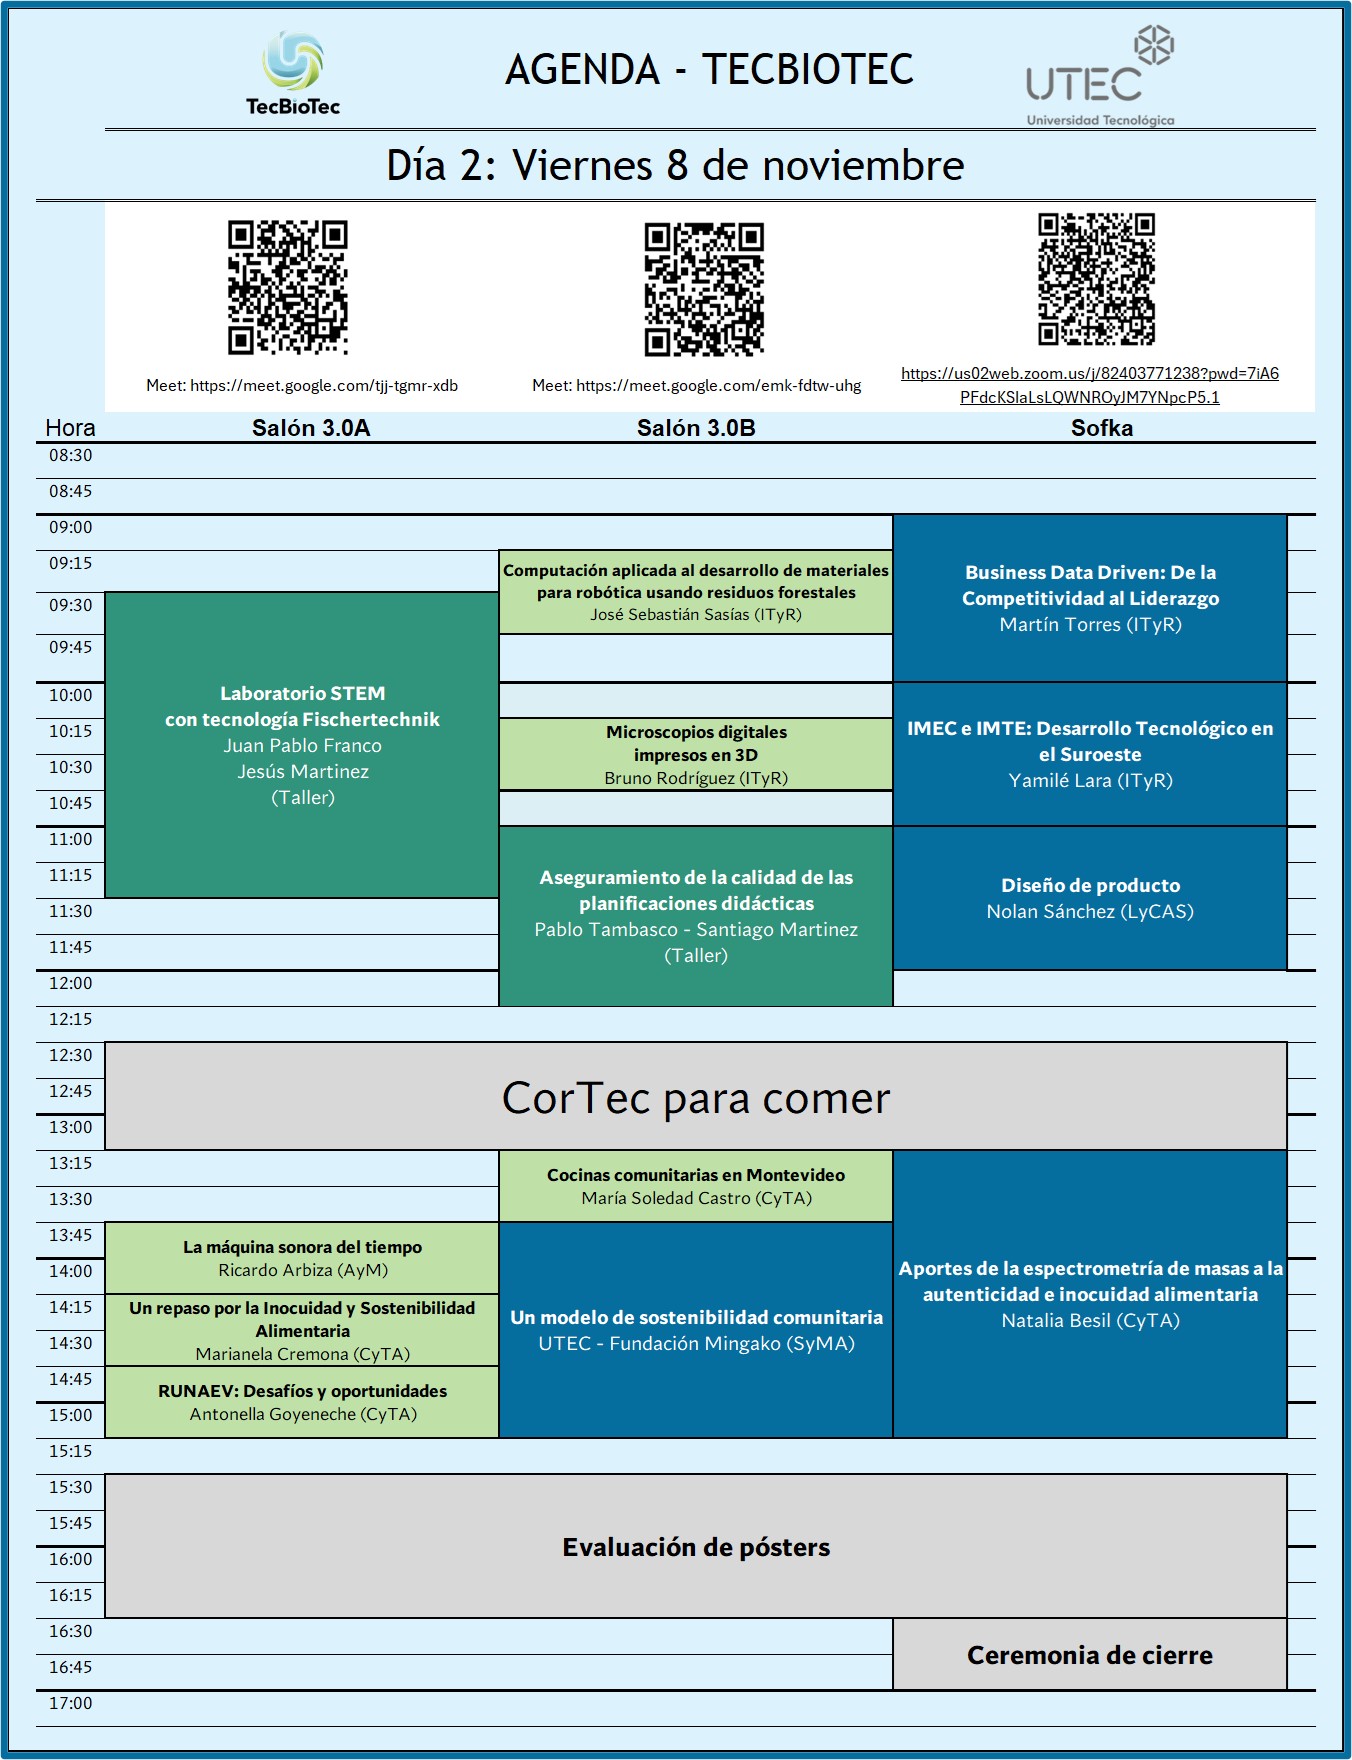 TecBioTec
AGENDA - TECBIOTEC
UTEC
Universidad Tecnológica
Día 2: Viernes 8 de noviembre
Meet: https://meet.google.com/tjj-tgmr-xdb
Meet: https://meet.google.com/emk-fdtw-uhg
https://us02web.zoom.us/j/82403771238?pwd=7iA6
PFdcKSlaLsLQWNROyJM7YNpcP5.1
Hora
Salón 3.0A
Salón 3.0B
Sofka
08:30
08:45
09:00
09:15
09:30
09:45
10:00
10:15
10:30
10:45
11:00
11:15
11:30
11:45
12:00
12:15
12:30
12:45
13:00
13:15
13:30
13:45
14:00
14:15
14:30
14:45
15:00
15:15
15:30
15:45
16:00
16:15
16:30
16:45
17:00
Laboratorio STEM
con tecnología Fischertechnik
Juan Pablo Franco
Jesús Martinez
(Taller)
Computación aplicada al desarrollo de materiales
para robótica usando residuos forestales
José Sebastián Sasías (ITyR)
Microscopios digitales
impresos en 3D
Bruno Rodríguez (ITyR)
Aseguramiento de la calidad de las
planificaciones didácticas
Pablo Tambasco - Santiago Martinez
(Taller)
Business Data Driven: De la
Competitividad al Liderazgo
Martín Torres (ITyR)
IMEC e IMTE: Desarrollo Tecnológico en
el Suroeste
Yamilé Lara (ITyR)
Diseño de producto
Nolan Sánchez (LyCAS)
CorTec para comer
La máquina sonora del tiempo
Ricardo Arbiza (AyM)
Un repaso por la Inocuidad y Sostenibilidad
Alimentaria
Marianela Cremona (CyTA)
RUNAEV: Desafíos y oportunidades
Antonella Goyeneche (CyTA)
Cocinas comunitarias en Montevideo
María Soledad Castro (CyTA)
Un modelo de sostenibilidad comunitaria
UTEC - Fundación Mingako (SyMA)
Aportes de la espectrometría de masas a la
autenticidad e inocuidad alimentaria
Natalia Besil (CyTA)
Evaluación de pósters
Ceremonia de cierre